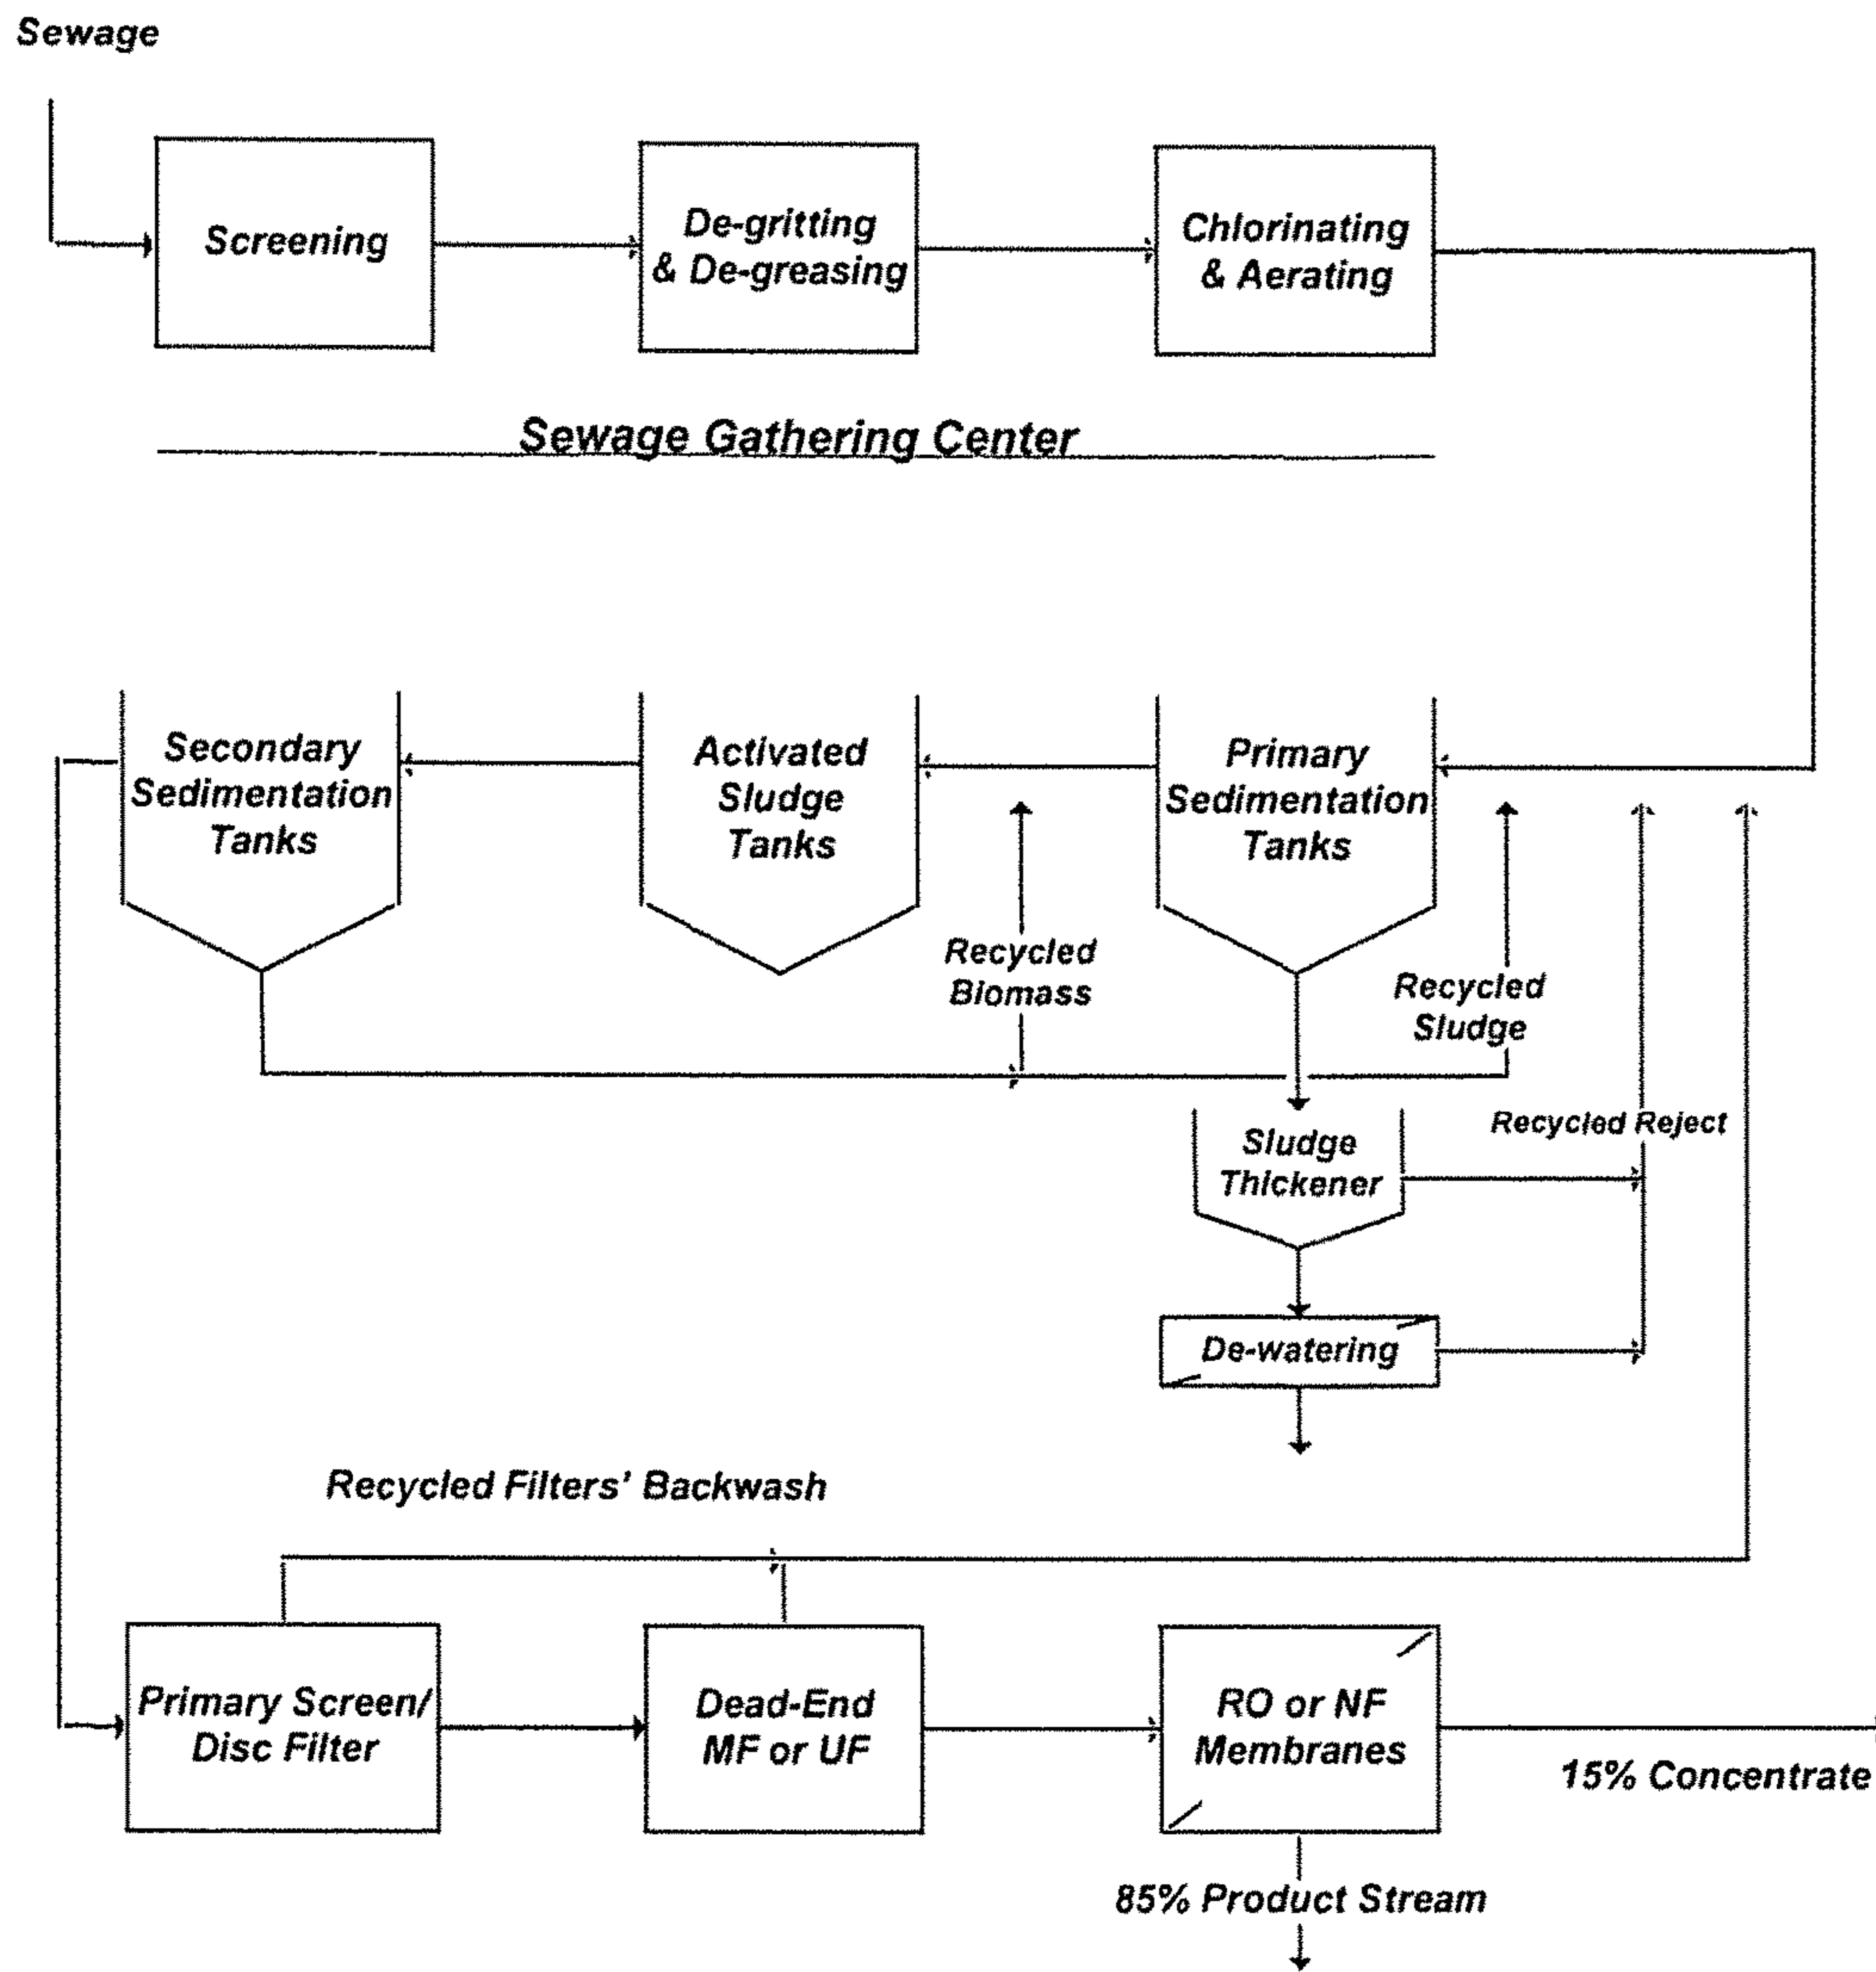 Sewage
Screening
De-gritting
& De-greasing
Chlorinating
& Aerating
Sewage Gathering Center
Secondary
Sedimentation
Tanks
Activated
Sludge
Tanks
Primary
Sedimentation
Tanks
Recycled
Biomass
Recycled
Sludge
Sludge
Thickener
Recycled Reject
De-watering
Recycled Filters' Backwash
Primary Screen/
Disc Filter
Dead-End
MF or UF
RO or NF
Membranes
15% Concentrate
85% Product Stream